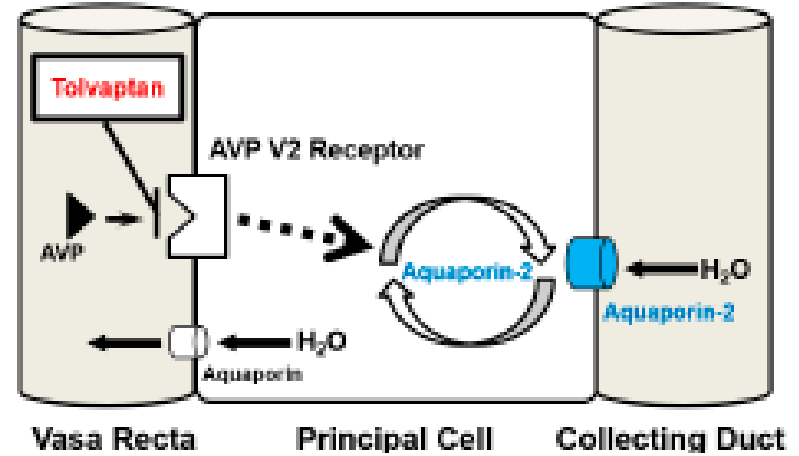 Tolvaptan
AVP V2 Receptor
AVP
Aquaporin-2
H₂O
Aquaporin-2
H₂O
Aquaporin
Vasa Recta
Principal Cell
Collecting Duct